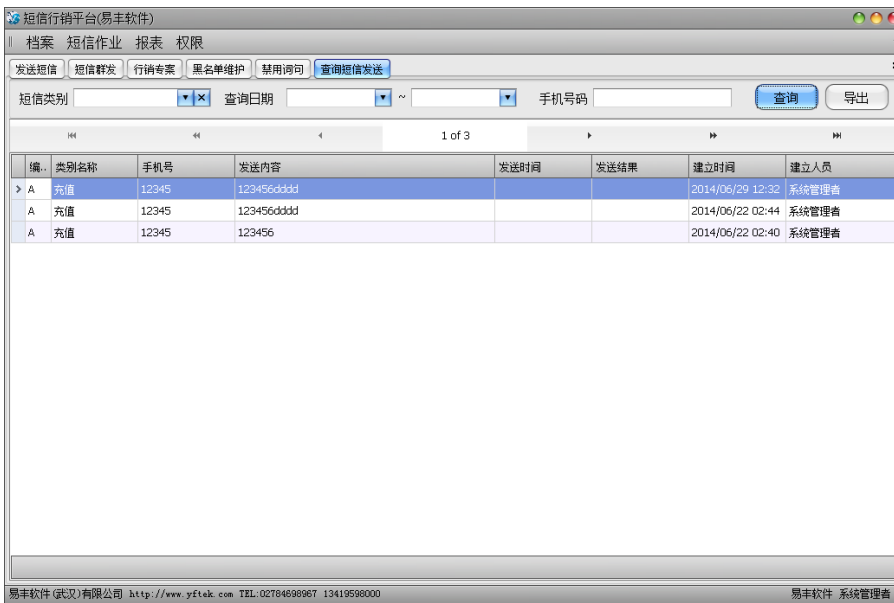 短信行销平台(易丰软件)
档案 短信作业 报表 权限
发送短信 短信群发 行销专案 黑名单维护 禁用词句 查询短信发送
短信类别 查询日期 ~ 手机号码 查询 导出
1 of 3
编.. 类别名称 手机号 发送内容 发送时间 发送结果 建立时间 建立人员
A 充值 12345 123456dddd 2014/06/29 12:32 系统管理者
A 充值 12345 123456dddd 2014/06/22 02:44 系统管理者
A 充值 12345 123456 2014/06/22 02:40 系统管理者
易丰软件(武汉)有限公司 http://www.yftek.com TEL:02784698967 13419598000 易丰软件 系统管理者